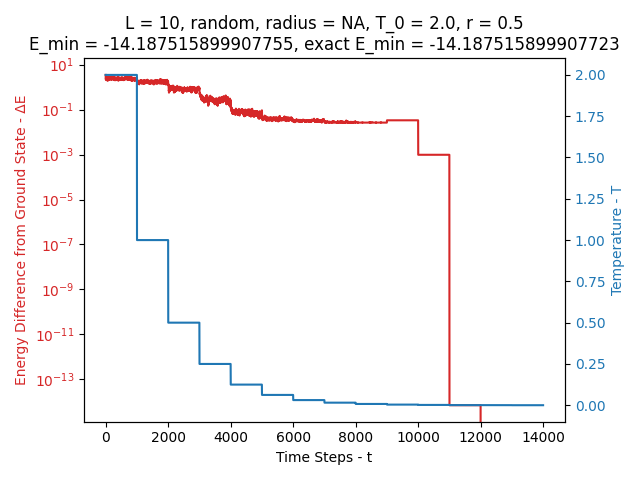 L = 10, random, radius = NA, T_0 = 2.0, r = 0.5
E_min = -14.187515899907755, exact E_min = -14.187515899907723
Energy Difference from Ground State - ΔE
10¹
10⁻¹
10⁻³
10⁻⁵
10⁻⁷
10⁻⁹
10⁻¹¹
10⁻¹³
2.00
1.75
1.50
1.25
1.00
0.75
0.50
0.25
0.00
Temperature - T
0 2000 4000 6000 8000 10000 12000 14000
Time Steps - t